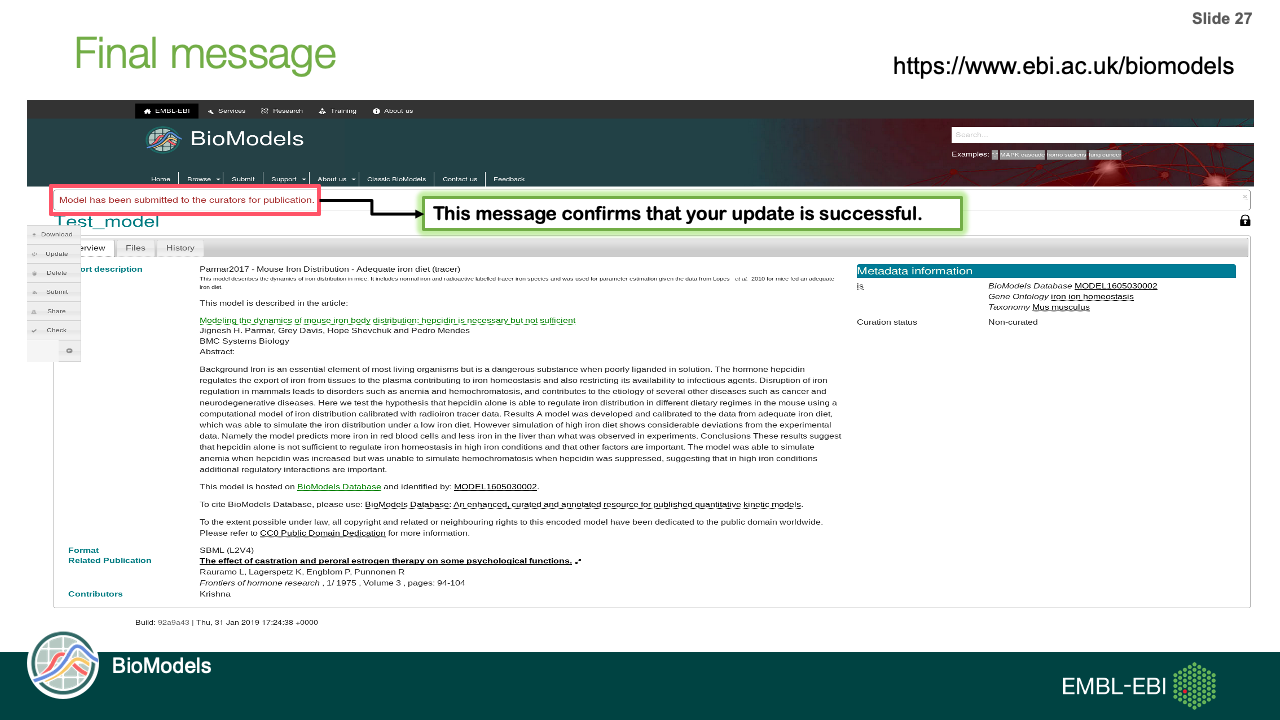 Slide 27
Final message
https://www.ebi.ac.uk/biomodels
EMBL-EBI Services Research Training About us
BioModels
Search...
Examples: MAPK cascade homo sapiens
Home Browse Submit Support About us Classic BioModels Contact us Feedback
Model has been submitted to the curators for publication.
This message confirms that your update is successful.
Test_model
Download
Update
Delete
Submit
Share
Check
erview Files History
ort description
Parmar2017 - Mouse Iron Distribution - Adequate iron diet (tracer)
This model describes the dynamics of iron distribution in mice. It includes normal iron and radioactive labelled tracer iron species and was used for parameter estimation given the data from Lopes et al. 2010 for mice fed an adequate
iron diet.
This model is described in the article:
Modeling the dynamics of mouse iron body distribution: hepcidin is necessary but not sufficient
Jignesh H. Parmar, Grey Davis, Hope Shevchuk and Pedro Mendes
BMC Systems Biology
Abstract:
Background Iron is an essential element of most living organisms but is a dangerous substance when poorly liganded in solution. The hormone hepcidin
regulates the export of iron from tissues to the plasma contributing to iron homeostasis and also restricting its availability to infectious agents. Disruption of iron
regulation in mammals leads to disorders such as anemia and hemochromatosis, and contributes to the etiology of several other diseases such as cancer and
neurodegenerative diseases. Here we test the hypothesis that hepcidin alone is able to regulate iron distribution in different dietary regimes in the mouse using a
computational model of iron distribution calibrated with radioiron tracer data. Results A model was developed and calibrated to the data from adequate iron diet,
which was able to simulate the iron distribution under a low iron diet. However simulation of high iron diet shows considerable deviations from the experimental
data. Namely the model predicts more iron in red blood cells and less iron in the liver than what was observed in experiments. Conclusions These results suggest
that hepcidin alone is not sufficient to regulate iron homeostasis in high iron conditions and that other factors are important. The model was able to simulate
anemia when hepcidin was increased but was unable to simulate hemochromatosis when hepcidin was suppressed, suggesting that in high iron conditions
additional regulatory interactions are important.
This model is hosted on BioModels Database and identified by: MODEL1605030002.
To cite BioModels Database, please use: BioModels Database: An enhanced, curated and annotated resource for published quantitative kinetic models.
To the extent possible under law, all copyright and related or neighbouring rights to this encoded model have been dedicated to the public domain worldwide.
Please refer to CC0 Public Domain Dedication for more information.
Format SBML (L2V4)
Related Publication The effect of castration and peroral estrogen therapy on some psychological functions.
Rauramo L, Lagerspetz K, Engblom P, Punnonen R
Frontiers of hormone research , 1/ 1975 , Volume 3 , pages: 94-104
Contributors Krishna
Metadata information
is BioModels Database MODEL1605030002
Gene Ontology iron ion homeostasis
Taxonomy Mus musculus
Curation status Non-curated
Build: 92a9a43 | Thu, 31 Jan 2019 17:24:38 +0000
BioModels
EMBL-EBI